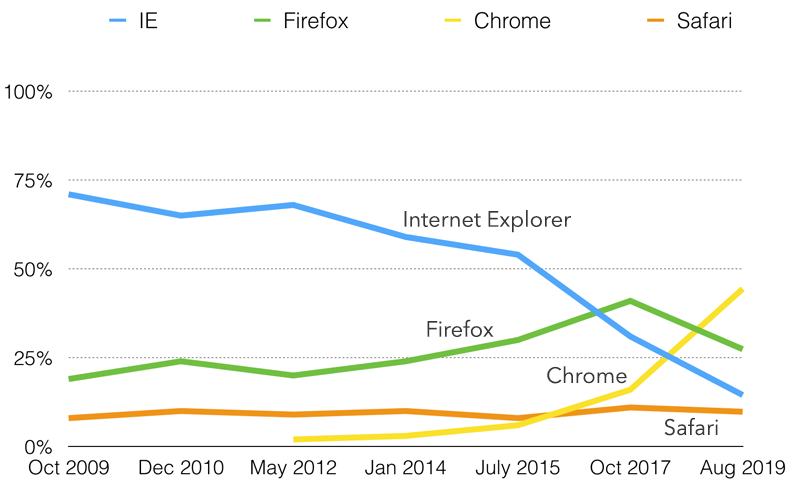 IE Firefox Chrome Safari
100%
75%
Internet Explorer
50%
Firefox
25%
Chrome
Safari
0%
Oct 2009 Dec 2010 May 2012 Jan 2014 July 2015 Oct 2017 Aug 2019